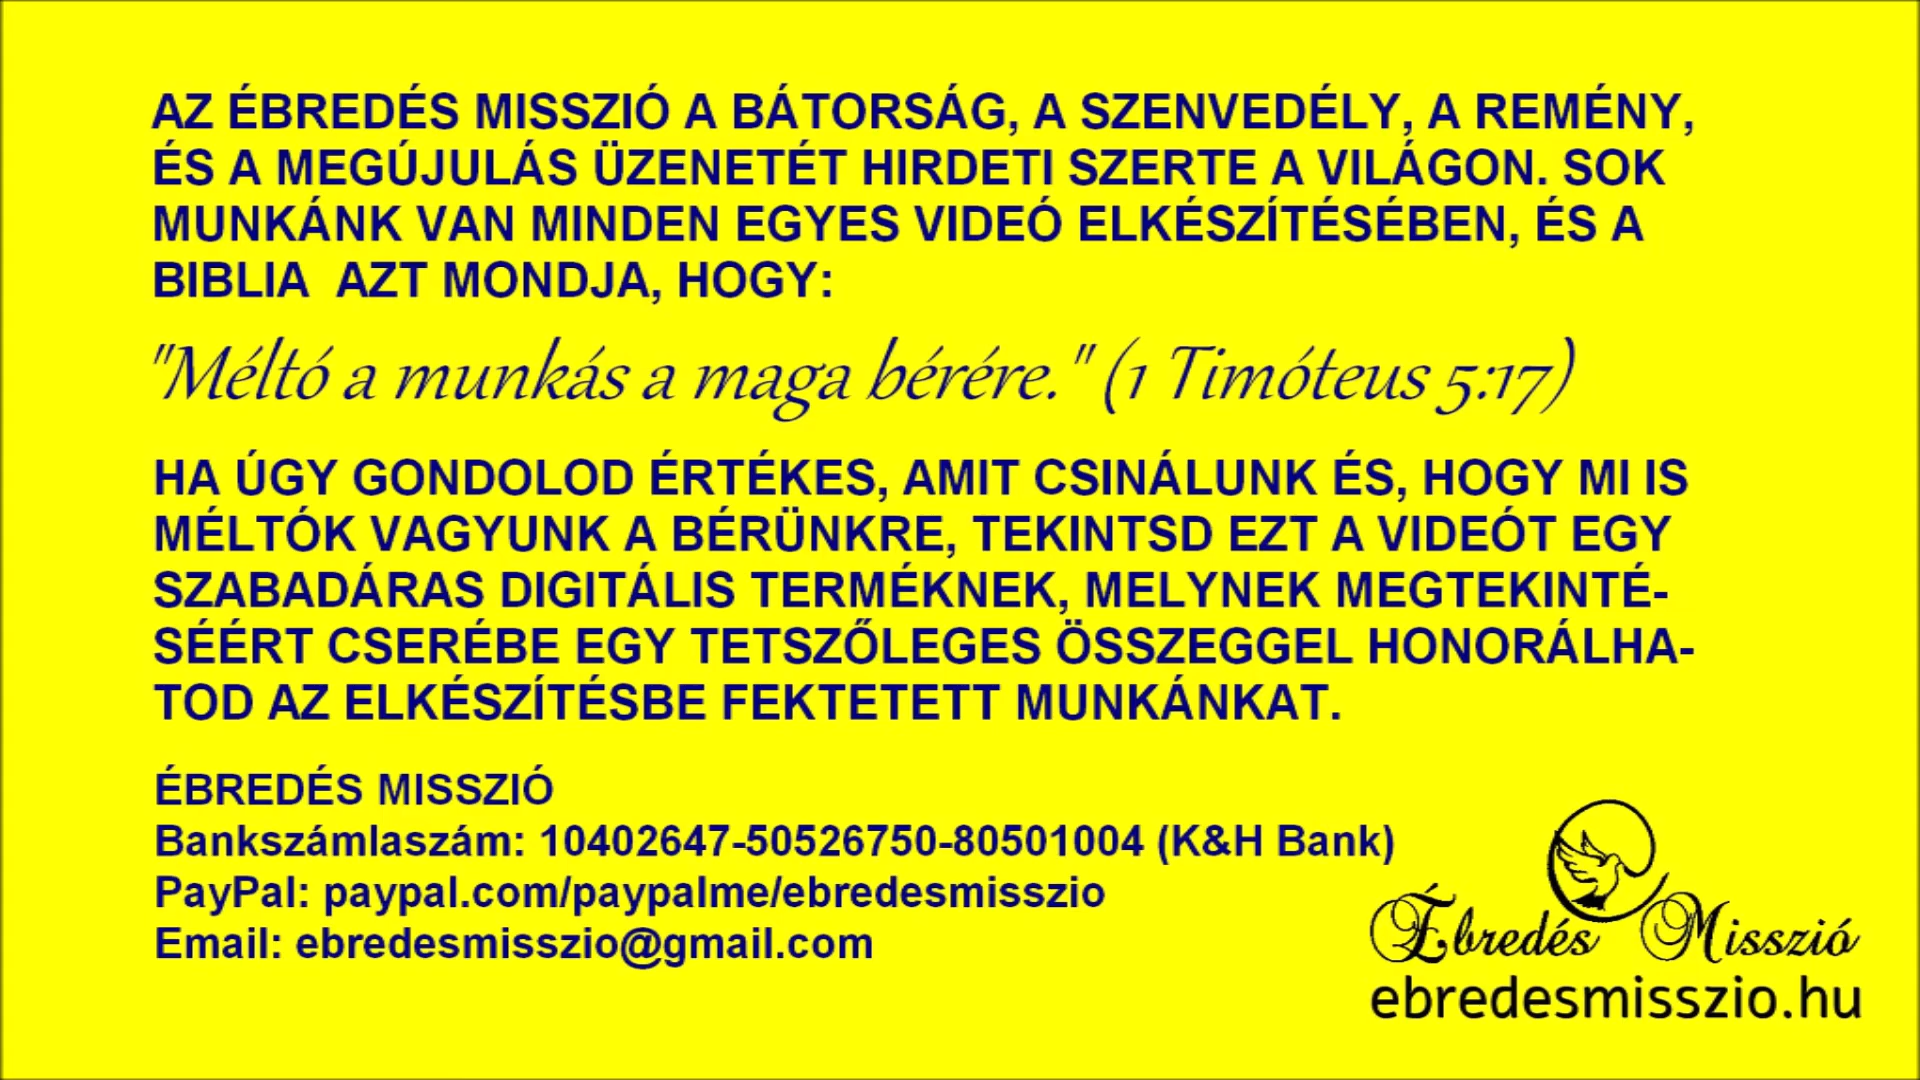 AZ ÉBREDÉS MISSZIÓ A BÁTORSÁG, A SZENVEDÉLY, A REMÉNY,
ÉS A MEGÚJULÁS ÜZENETÉT HIRDETI SZERTE A VILÁGON. SOK
MUNKÁNK VAN MINDEN EGYES VIDEÓ ELKÉSZÍTÉSÉBEN, ÉS A
BIBLIA  AZT MONDJA, HOGY:
"Méltó a munkás a maga bérére." (1 Timóteus 5:17)
HA ÚGY GONDOLOD ÉRTÉKES, AMIT CSINÁLUNK ÉS, HOGY MI IS
MÉLTÓK VAGYUNK A BÉRÜNKRE, TEKINTSD EZT A VIDEÓT EGY
SZABADÁRAS DIGITÁLIS TERMÉKNEK, MELYNEK MEGTEKINTÉ-
SÉÉRT CSERÉBE EGY TETSZŐLEGES ÖSSZEGGEL HONORÁLHA-
TOD AZ ELKÉSZÍTÉSBE FEKTETETT MUNKÁNKAT.
ÉBREDÉS MISSZIÓ
Bankszámlaszám: 10402647-50526750-80501004 (K&H Bank)
PayPal: paypal.com/paypalme/ebredesmisszio
Email: ebredesmisszio@gmail.com
Ébredés Misszió
ebredesmisszio.hu